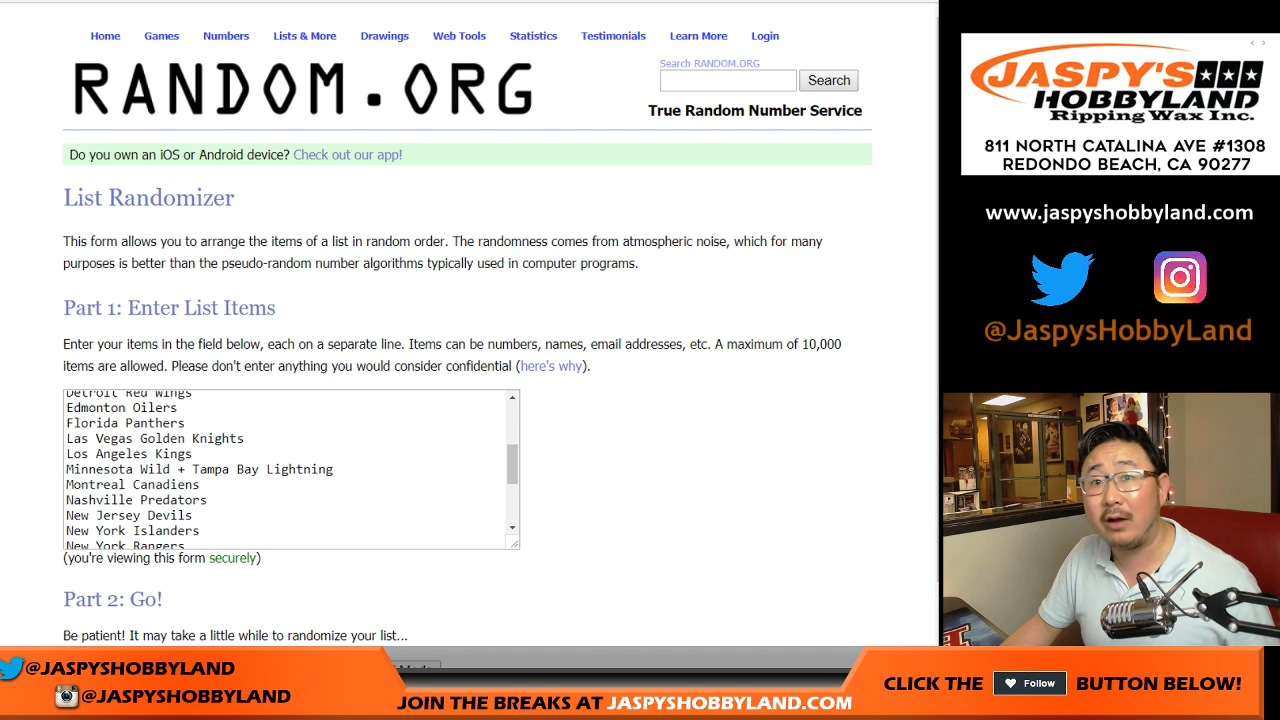 Home Games Numbers Lists & More Drawings Web Tools Statistics Testimonials Learn More Login
RANDOM.ORG
Search RANDOM.ORG
Search
True Random Number Service
Do you own an iOS or Android device? Check out our app!
List Randomizer
This form allows you to arrange the items of a list in random order. The randomness comes from atmospheric noise, which for many
purposes is better than the pseudo-random number algorithms typically used in computer programs.
Part 1: Enter List Items
Enter your items in the field below, each on a separate line. Items can be numbers, names, email addresses, etc. A maximum of 10,000
items are allowed. Please don't enter anything you would consider confidential (here's why).
Detroit Red Wings
Edmonton Oilers
Florida Panthers
Las Vegas Golden Knights
Los Angeles Kings
Minnesota Wild + Tampa Bay Lightning
Montreal Canadiens
Nashville Predators
New Jersey Devils
New York Islanders
New York Rangers
(you're viewing this form securely)
Part 2: Go!
Be patient! It may take a little while to randomize your list...
JASPY'S
HOBBYLAND
Ripping Wax Inc.
811 NORTH CATALINA AVE #1308
REDONDO BEACH, CA 90277
www.jaspyshobbyland.com
@JaspysHobbyLand
@JASPYSHOBBYLAND
@JASPYSHOBBYLAND
JOIN THE BREAKS AT JASPYSHOBBYLAND.COM
CLICK THE Follow BUTTON BELOW!